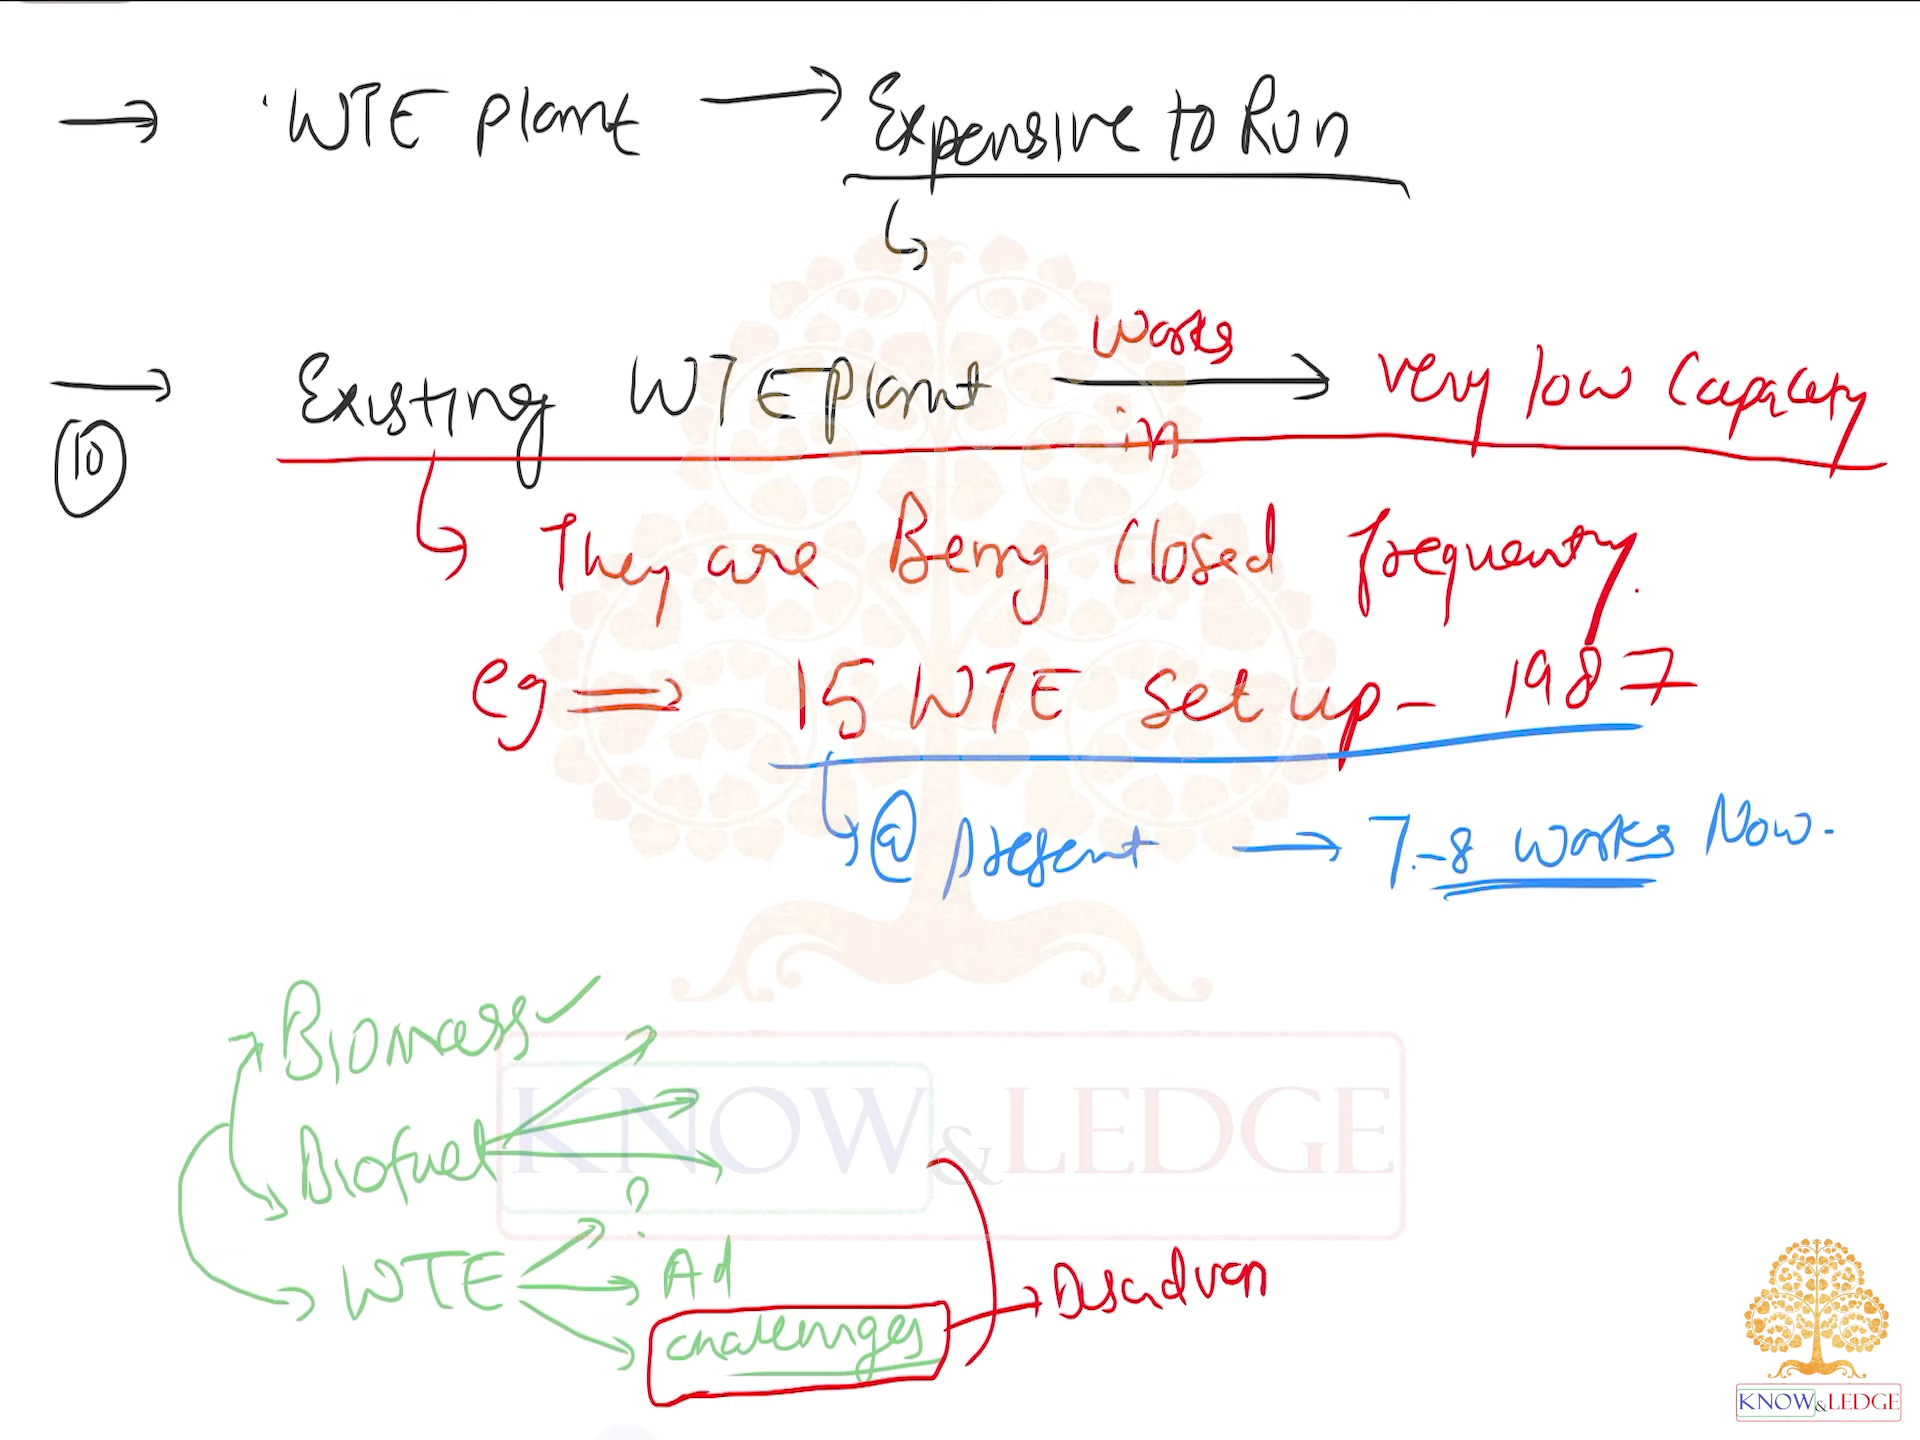 → WTE plant → Expensive to Run
↳
→ Existing WTE Plant works in → very low Capacity
10
↳ They are Being Closed frequently.
eg ⇒ 15 WTE set up - 1987
↳ @ present → 7-8 works Now.
Biomass ✓
Biofuel
?
WTE → Ad
challenges → Disadvan
KNOW&LEDGE
KNOW&LEDGE